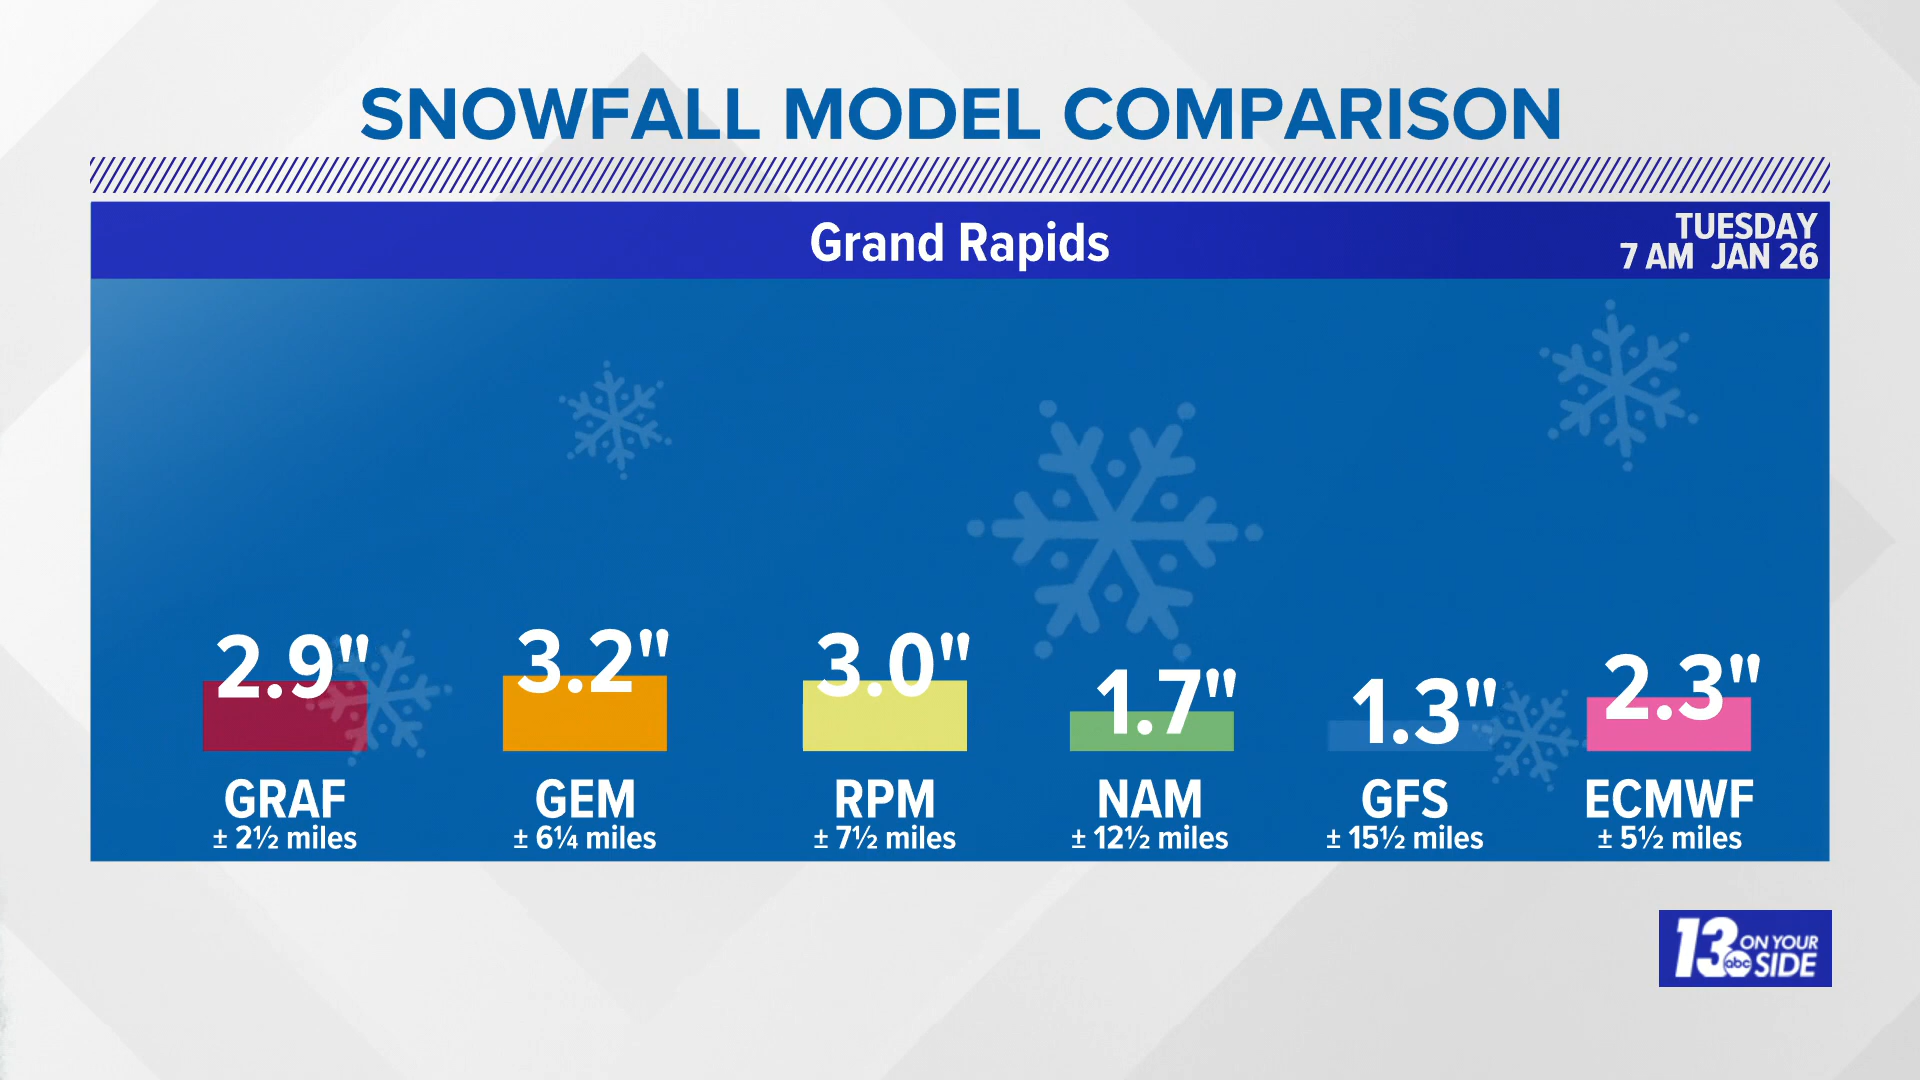 SNOWFALL MODEL COMPARISON
Grand Rapids
TUESDAY
7 AM JAN 26
2.9" 3.2" 3.0" 1.7" 1.3" 2.3"
GRAF GEM RPM NAM GFS ECMWF
± 2½ miles ± 6¼ miles ± 7½ miles ± 12½ miles ± 15½ miles ± 5½ miles
13 ON YOUR
abc SIDE